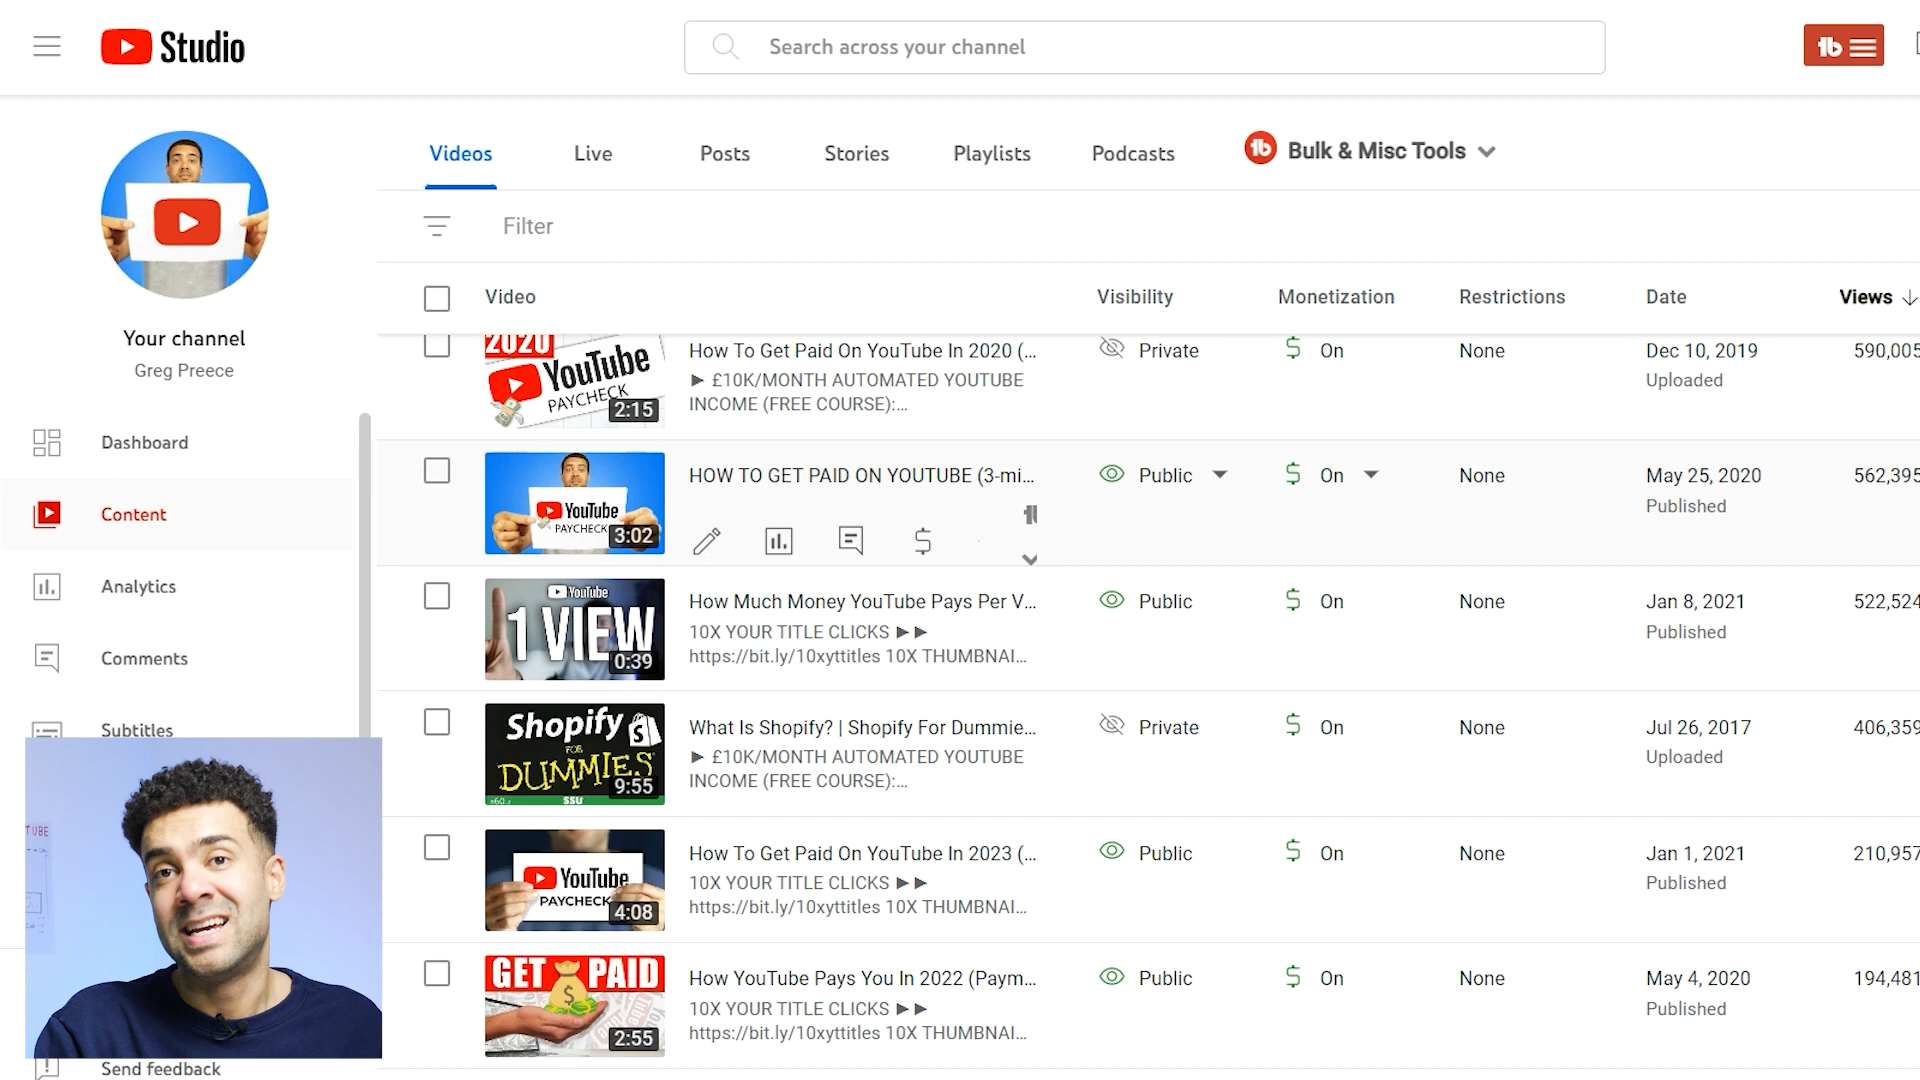 Studio
Search across your channel
Your channel
Greg Preece
Dashboard
Content
Analytics
Comments
Subtitles
Send feedback
Videos
Live
Posts
Stories
Playlists
Podcasts
Bulk & Misc Tools
Filter
Video
Visibility
Monetization
Restrictions
Date
Views
2020
YouTube
PAYCHECK
2:15
How To Get Paid On YouTube In 2020 (...
► £10K/MONTH AUTOMATED YOUTUBE
INCOME (FREE COURSE):...
Private
On
None
Dec 10, 2019
Uploaded
590,005
YouTube
PAYCHECK
3:02
HOW TO GET PAID ON YOUTUBE (3-mi...
Public
On
None
May 25, 2020
Published
562,395
YouTube
1 VIEW
0:39
How Much Money YouTube Pays Per V...
10X YOUR TITLE CLICKS ►►
https://bit.ly/10xyttitles 10X THUMBNAI...
Public
On
None
Jan 8, 2021
Published
522,524
Shopify
FOR
DUMMIES
SSU
9:55
What Is Shopify? | Shopify For Dummie...
► £10K/MONTH AUTOMATED YOUTUBE
INCOME (FREE COURSE):...
Private
On
None
Jul 26, 2017
Uploaded
406,359
YouTube
PAYCHECK
4:08
How To Get Paid On YouTube In 2023 (...
10X YOUR TITLE CLICKS ►►
https://bit.ly/10xyttitles 10X THUMBNAI...
Public
On
None
Jan 1, 2021
Published
210,957
GET PAID
2:55
How YouTube Pays You In 2022 (Paym...
10X YOUR TITLE CLICKS ►►
https://bit.ly/10xyttitles 10X THUMBNAI...
Public
On
None
May 4, 2020
Published
194,481